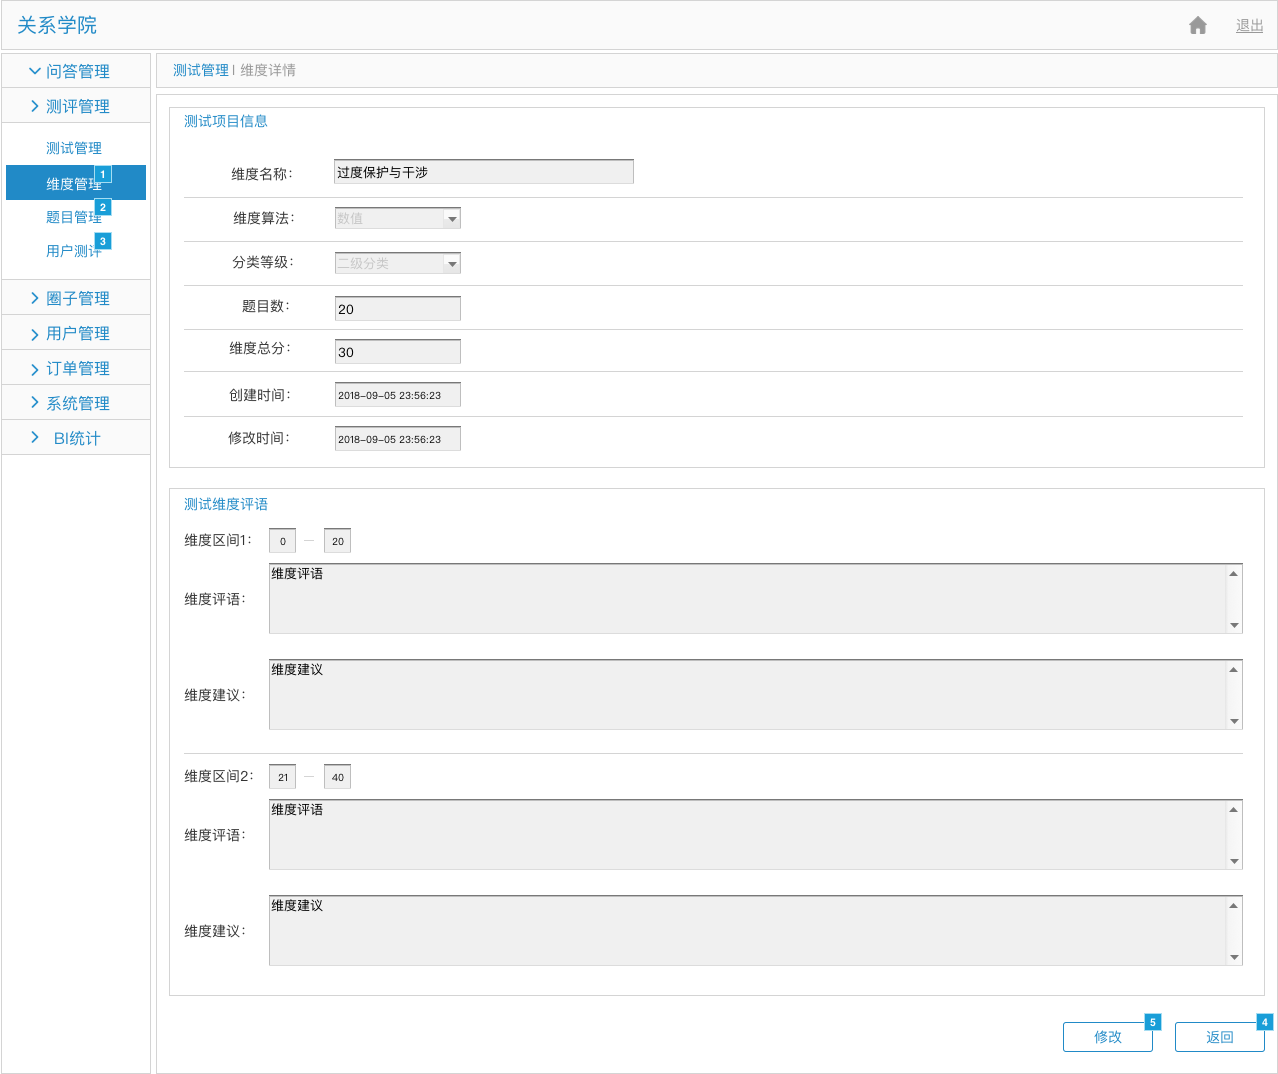 关系学院
退出
问答管理
测评管理
测试管理
维度管理
1
题目管理
2
用户测评
3
圈子管理
用户管理
订单管理
系统管理
BI统计
测试管理 | 维度详情
测试项目信息
维度名称: 过度保护与干涉
维度算法: 数值
分类等级: 二级分类
题目数: 20
维度总分: 30
创建时间: 2018-09-05 23:56:23
修改时间: 2018-09-05 23:56:23
测试维度评语
维度区间1: 0 — 20
维度评语: 维度评语
维度建议: 维度建议
维度区间2: 21 — 40
维度评语: 维度评语
维度建议: 维度建议
修改 5
返回 4